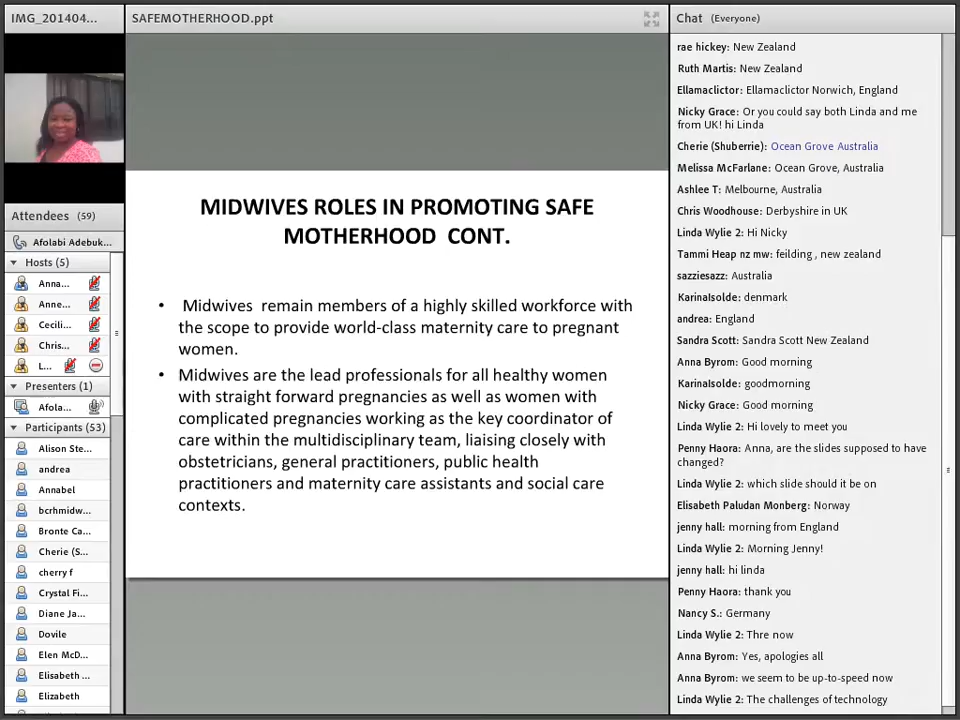 IMG_201404...
SAFEMOTHERHOOD.ppt
Attendees (59)
Afolabi Adebuk...
Hosts (5)
Anna...
Anne...
Cecili...
Chris...
L...
Presenters (1)
Afola...
Participants (53)
Alison Ste...
andrea
Annabel
bcrhmidw...
Bronte Ca...
Cherie (S...
cherry f
Crystal Fi...
Diane Ja...
Dovile
Elen McD...
Elisabeth ...
Elizabeth
MIDWIVES ROLES IN PROMOTING SAFE
MOTHERHOOD CONT.
• Midwives remain members of a highly skilled workforce with
the scope to provide world-class maternity care to pregnant
women.
• Midwives are the lead professionals for all healthy women
with straight forward pregnancies as well as women with
complicated pregnancies working as the key coordinator of
care within the multidisciplinary team, liaising closely with
obstetricians, general practitioners, public health
practitioners and maternity care assistants and social care
contexts.
Chat (Everyone)
rae hickey: New Zealand
Ruth Martis: New Zealand
Ellamaclictor: Ellamaclictor Norwich, England
Nicky Grace: Or you could say both Linda and me
from UK! hi Linda
Cherie (Shuberrie): Ocean Grove Australia
Melissa McFarlane: Ocean Grove, Australia
Ashlee T: Melbourne, Australia
Chris Woodhouse: Derbyshire in UK
Linda Wylie 2: Hi Nicky
Tammi Heap nz mw: feilding , new zealand
sazziesazz: Australia
KarinaIsolde: denmark
andrea: England
Sandra Scott: Sandra Scott New Zealand
Anna Byrom: Good morning
KarinaIsolde: goodmorning
Nicky Grace: Good morning
Linda Wylie 2: Hi lovely to meet you
Penny Haora: Anna, are the slides supposed to have
changed?
Linda Wylie 2: which slide should it be on
Elisabeth Paludan Monberg: Norway
jenny hall: morning from England
Linda Wylie 2: Morning Jenny!
jenny hall: hi linda
Penny Haora: thank you
Nancy S.: Germany
Linda Wylie 2: Thre now
Anna Byrom: Yes, apologies all
Anna Byrom: we seem to be up-to-speed now
Linda Wylie 2: The challenges of technology